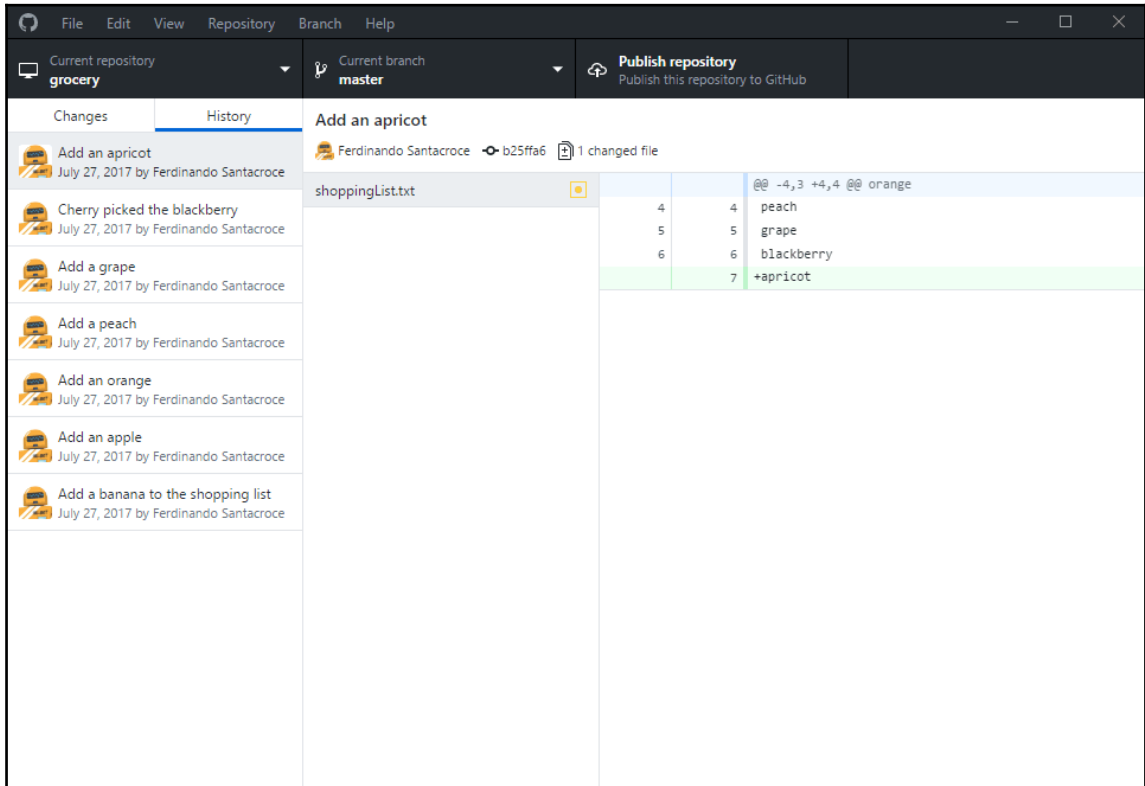 File Edit View Repository Branch Help
Current repository
grocery
Current branch
master
Publish repository
Publish this repository to GitHub
Changes
History
Add an apricot
July 27, 2017 by Ferdinando Santacroce
Cherry picked the blackberry
July 27, 2017 by Ferdinando Santacroce
Add a grape
July 27, 2017 by Ferdinando Santacroce
Add a peach
July 27, 2017 by Ferdinando Santacroce
Add an orange
July 27, 2017 by Ferdinando Santacroce
Add an apple
July 27, 2017 by Ferdinando Santacroce
Add a banana to the shopping list
July 27, 2017 by Ferdinando Santacroce
Add an apricot
Ferdinando Santacroce b25ffa6 1 changed file
shoppingList.txt
@@ -4,3 +4,4 @@ orange
4 4 peach
5 5 grape
6 6 blackberry
7 +apricot